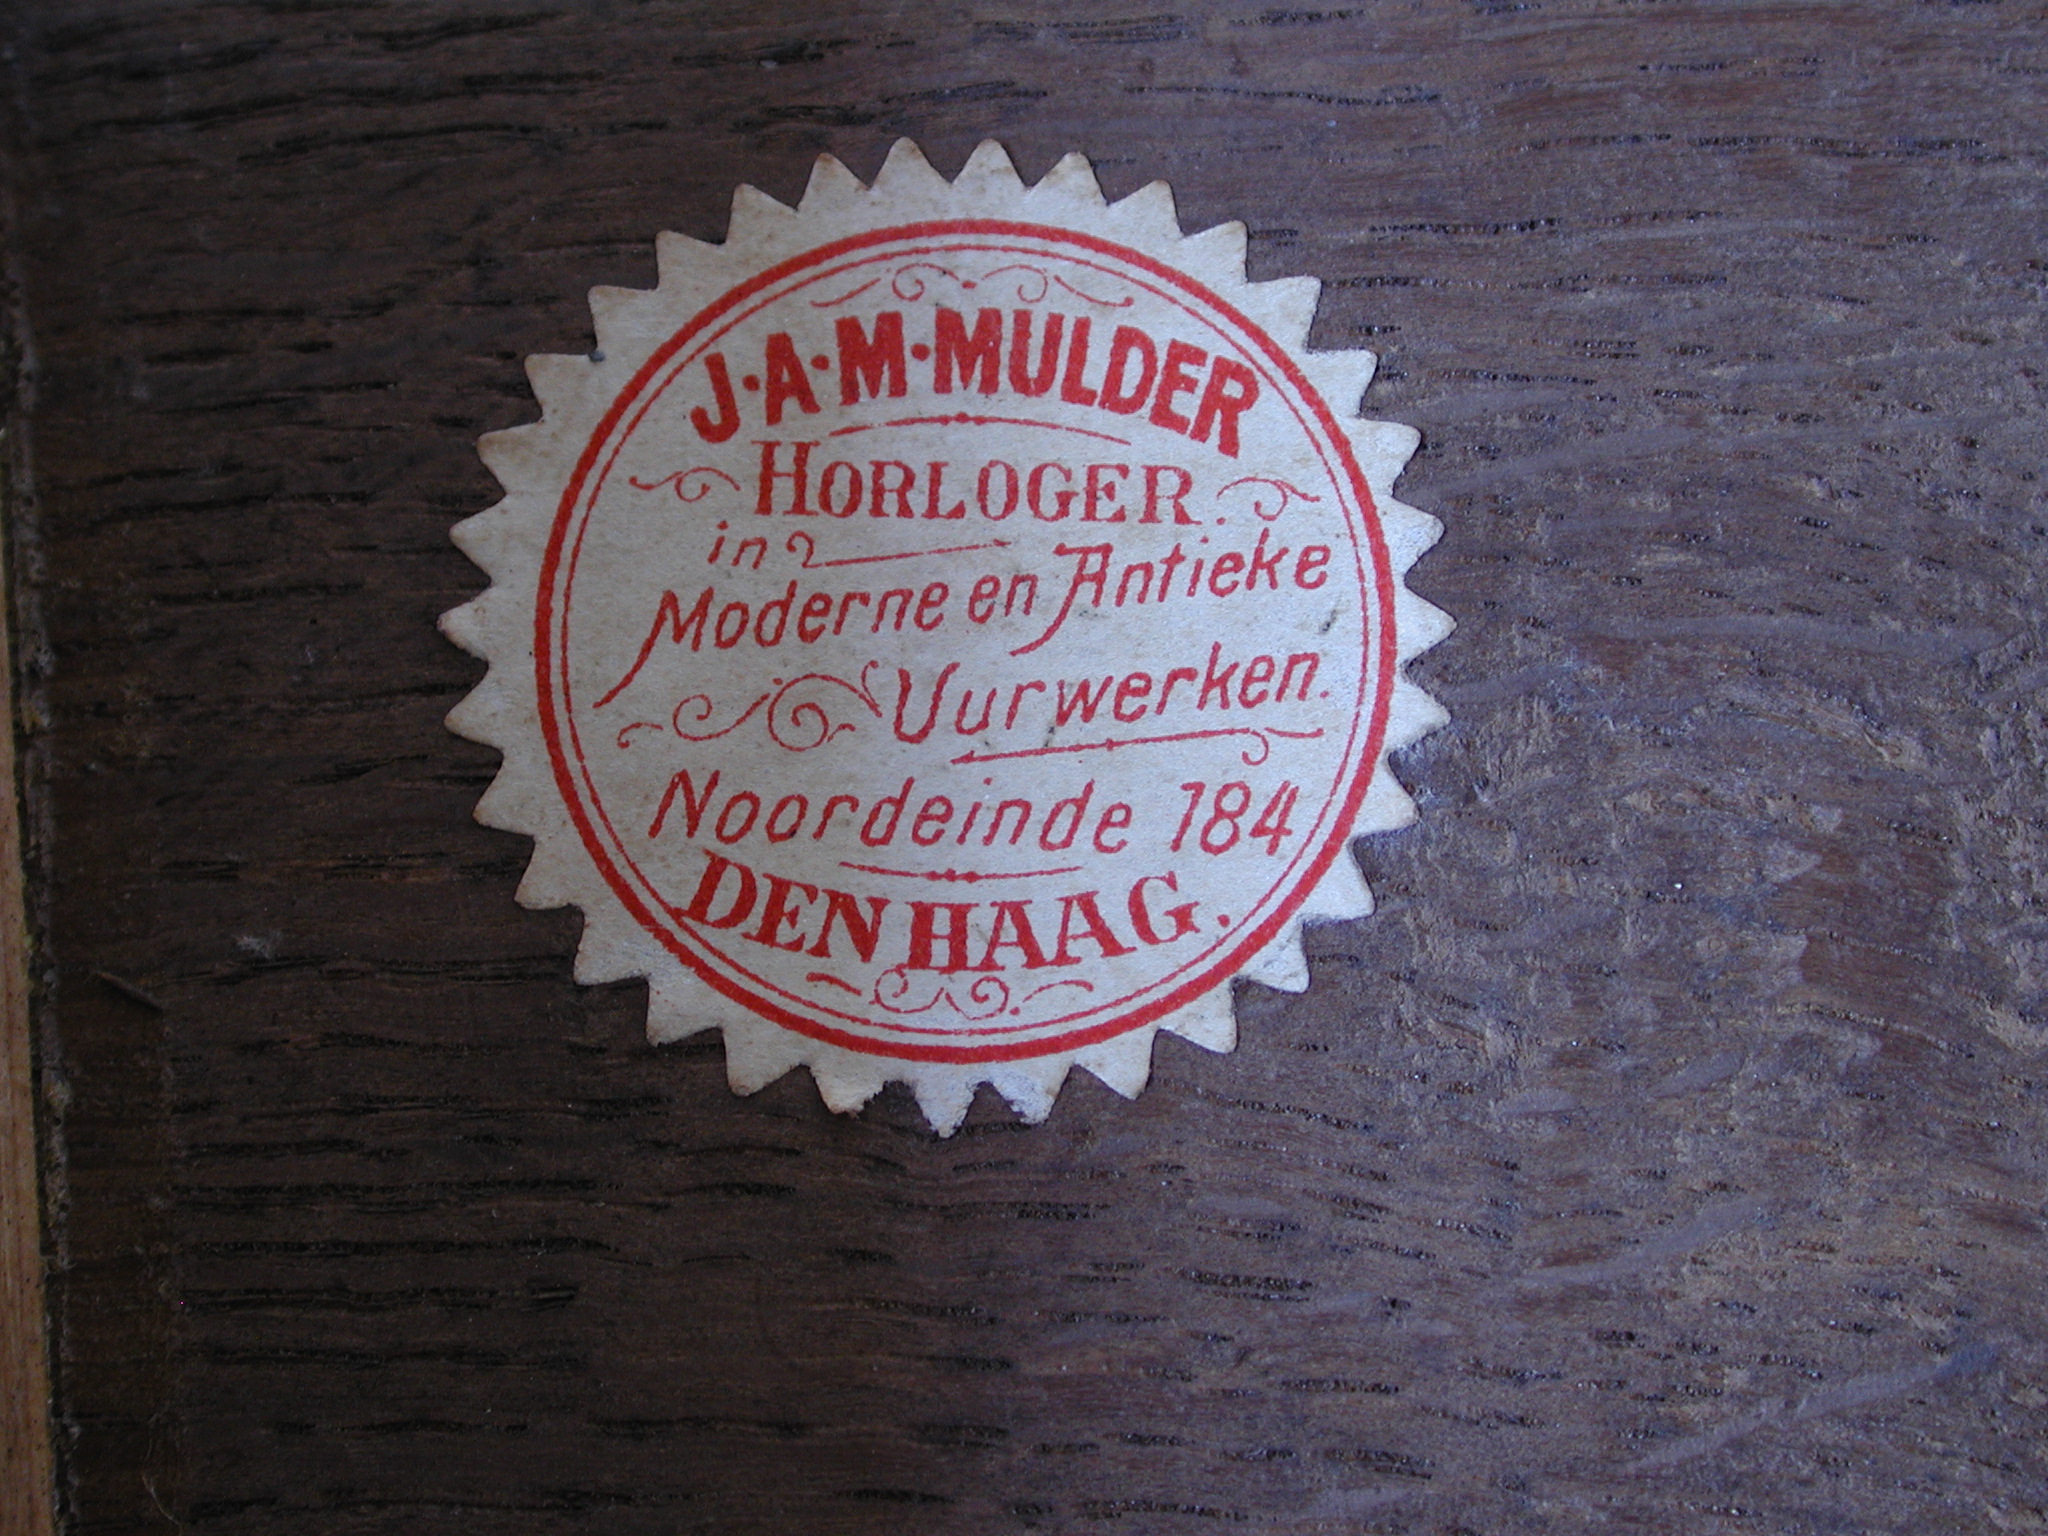 J·A·M·MULDER
HORLOGER.
in
Moderne en Antieke
Uurwerken.
Noordeinde 184
DEN HAAG.